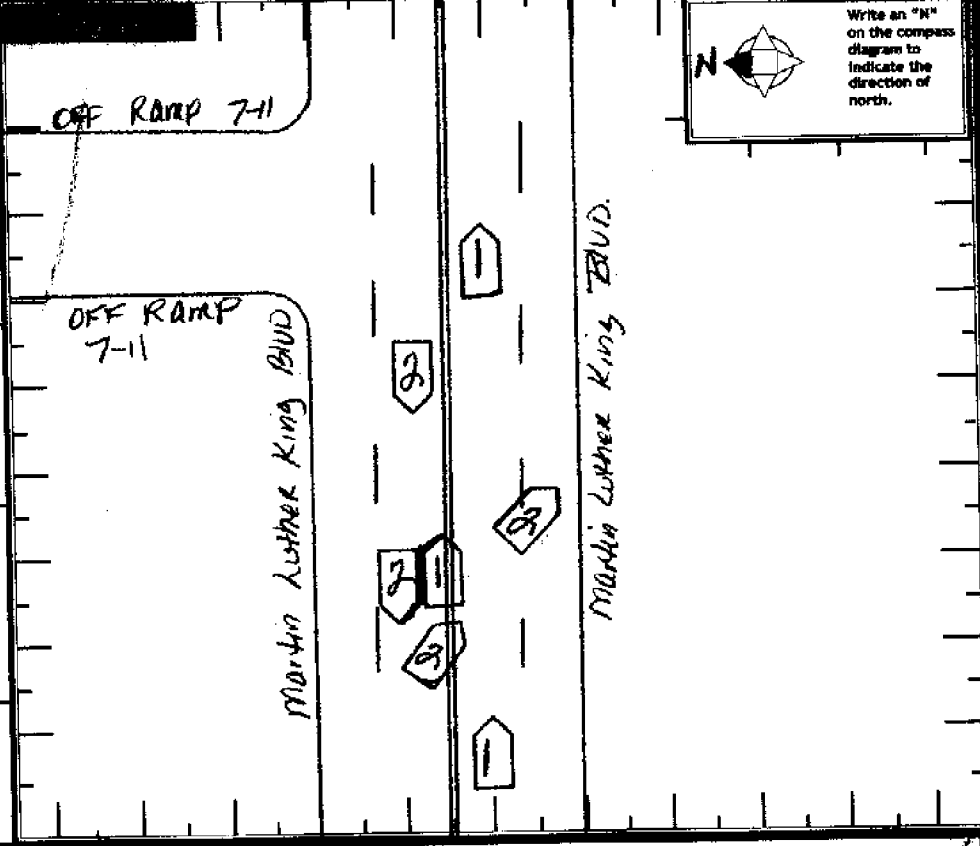 Write an "N"
on the compass
diagram to
indicate the
direction of
north.
N
OFF Ramp 7-11
OFF Ramp
7-11
Martin Luther King Blvd
Martin Luther King Blvd.
1
2
2
2
1
2
1